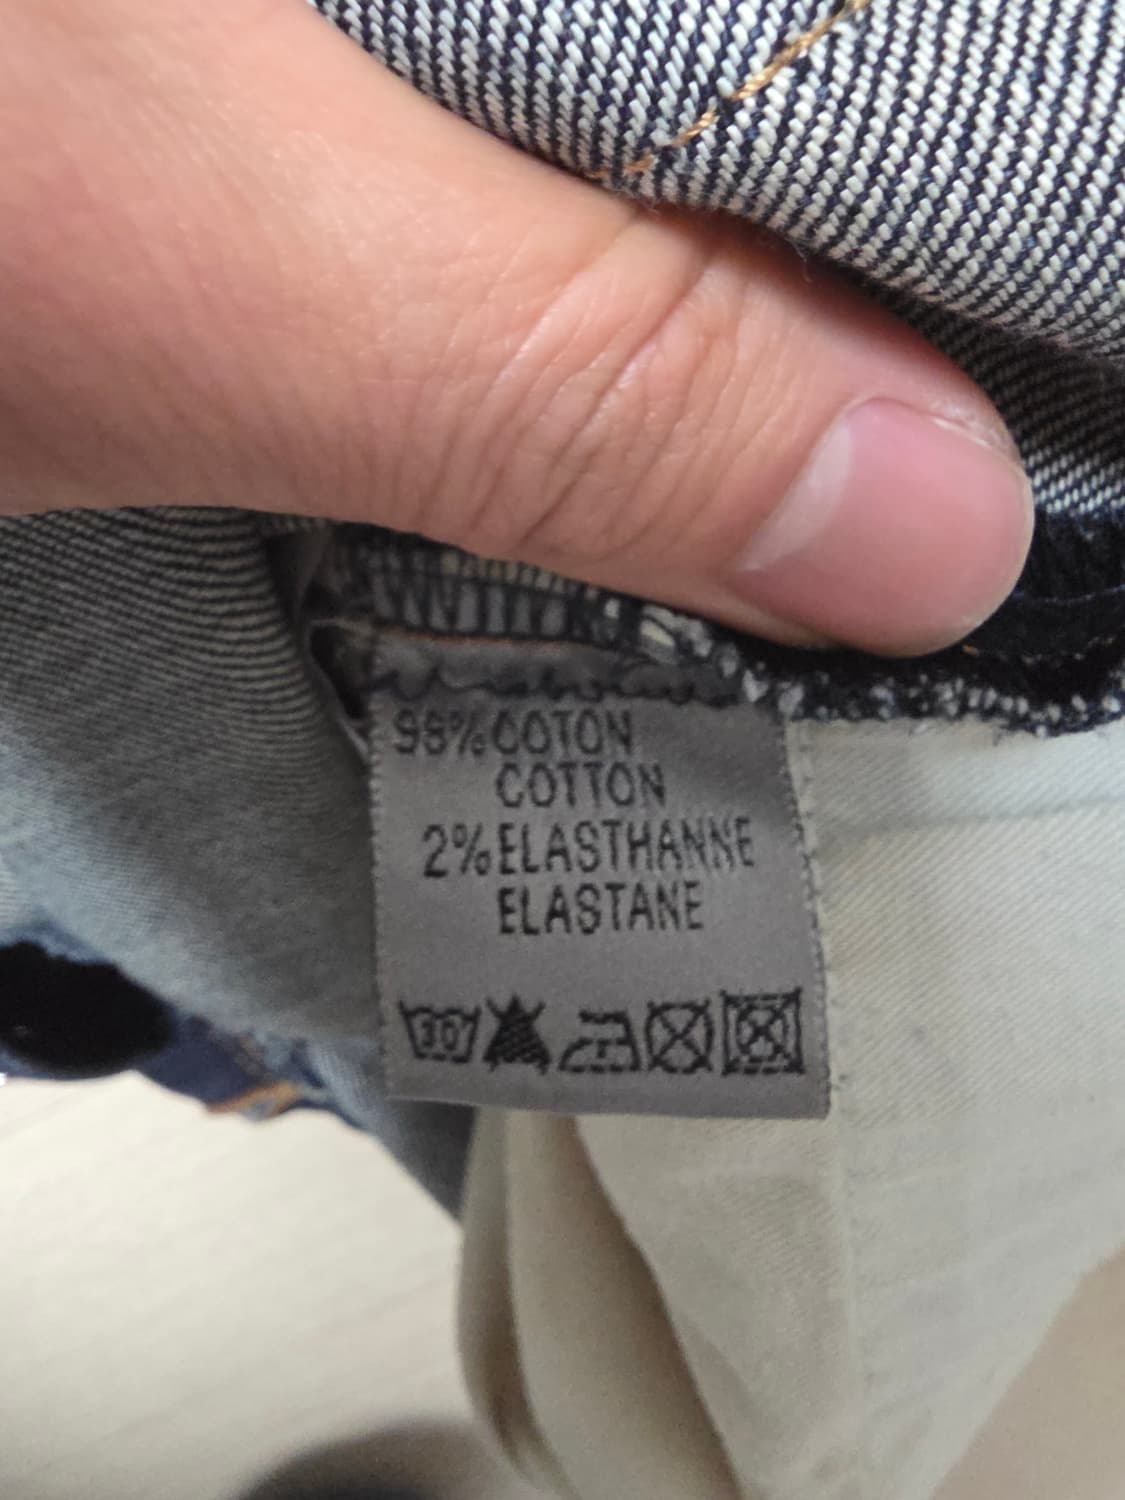 98% COTON
COTTON
2% ELASTHANNE
ELASTANE
30